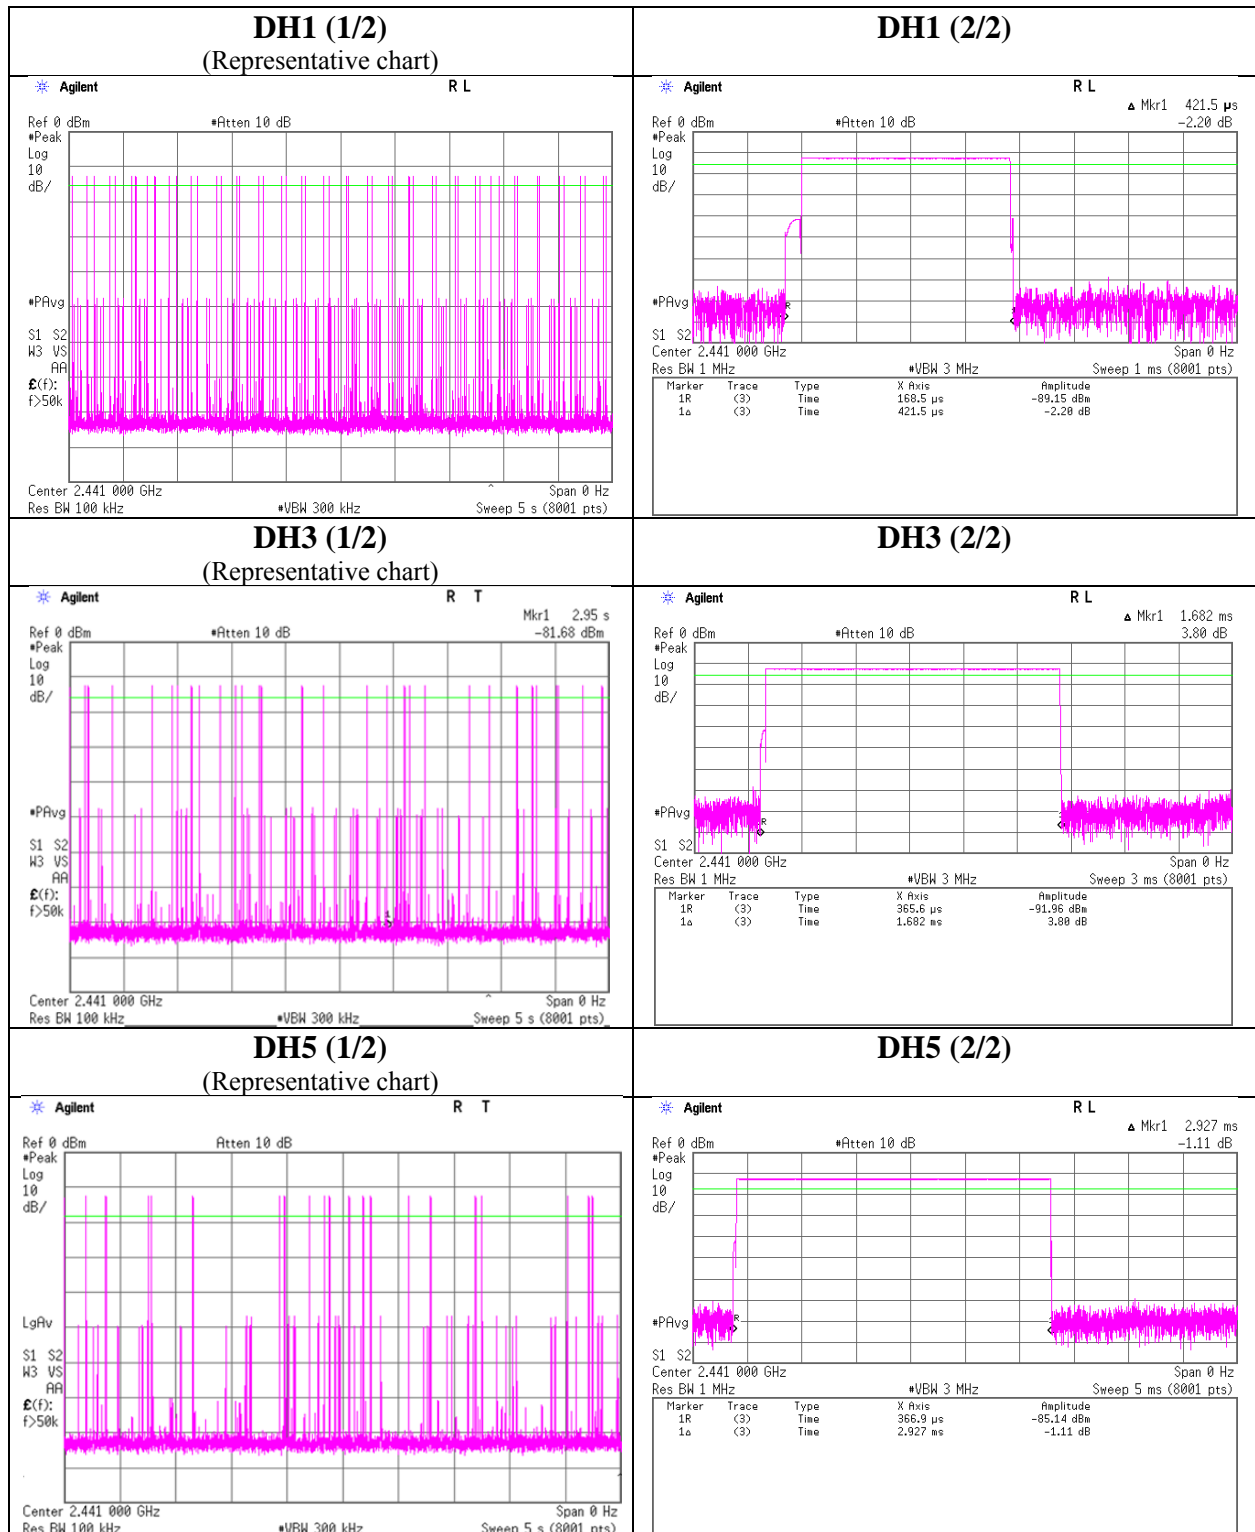 DH1 (1/2)
(Representative chart)
Agilent R L
Ref 0 dBm #Atten 10 dB
#Peak
Log
10
dB/
#PAvg
S1 S2
W3 VS
AA
£(f):
f>50k
Center 2.441 000 GHz Span 0 Hz
Res BW 100 kHz #VBW 300 kHz Sweep 5 s (8001 pts)
DH1 (2/2)
Agilent R L
Δ Mkr1 421.5 µs
Ref 0 dBm #Atten 10 dB -2.20 dB
#Peak
Log
10
dB/
#PAvg
S1 S2
Center 2.441 000 GHz Span 0 Hz
Res BW 1 MHz #VBW 3 MHz Sweep 1 ms (8001 pts)
Marker Trace Type X Axis Amplitude
1R (3) Time 168.5 µs -89.15 dBm
1Δ (3) Time 421.5 µs -2.20 dB
DH3 (1/2)
(Representative chart)
Agilent R T
Mkr1 2.95 s
Ref 0 dBm #Atten 10 dB -81.68 dBm
#Peak
Log
10
dB/
#PAvg
S1 S2
W3 VS
AA
£(f):
f>50k
Center 2.441 000 GHz Span 0 Hz
Res BW 100 kHz #VBW 300 kHz Sweep 5 s (8001 pts)
DH3 (2/2)
Agilent R L
Δ Mkr1 1.682 ms
Ref 0 dBm #Atten 10 dB 3.80 dB
#Peak
Log
10
dB/
#PAvg
S1 S2
Center 2.441 000 GHz Span 0 Hz
Res BW 1 MHz #VBW 3 MHz Sweep 3 ms (8001 pts)
Marker Trace Type X Axis Amplitude
1R (3) Time 365.6 µs -91.96 dBm
1Δ (3) Time 1.682 ms 3.80 dB
DH5 (1/2)
(Representative chart)
Agilent R T
Ref 0 dBm Atten 10 dB
#Peak
Log
10
dB/
LgAv
S1 S2
W3 VS
AA
£(f):
f>50k
Center 2.441 000 GHz Span 0 Hz
Res BW 100 kHz #VBW 300 kHz Sweep 5 s (8001 pts)
DH5 (2/2)
Agilent R L
Δ Mkr1 2.927 ms
Ref 0 dBm #Atten 10 dB -1.11 dB
#Peak
Log
10
dB/
#PAvg
S1 S2
Center 2.441 000 GHz Span 0 Hz
Res BW 1 MHz #VBW 3 MHz Sweep 5 ms (8001 pts)
Marker Trace Type X Axis Amplitude
1R (3) Time 366.9 µs -85.14 dBm
1Δ (3) Time 2.927 ms -1.11 dB